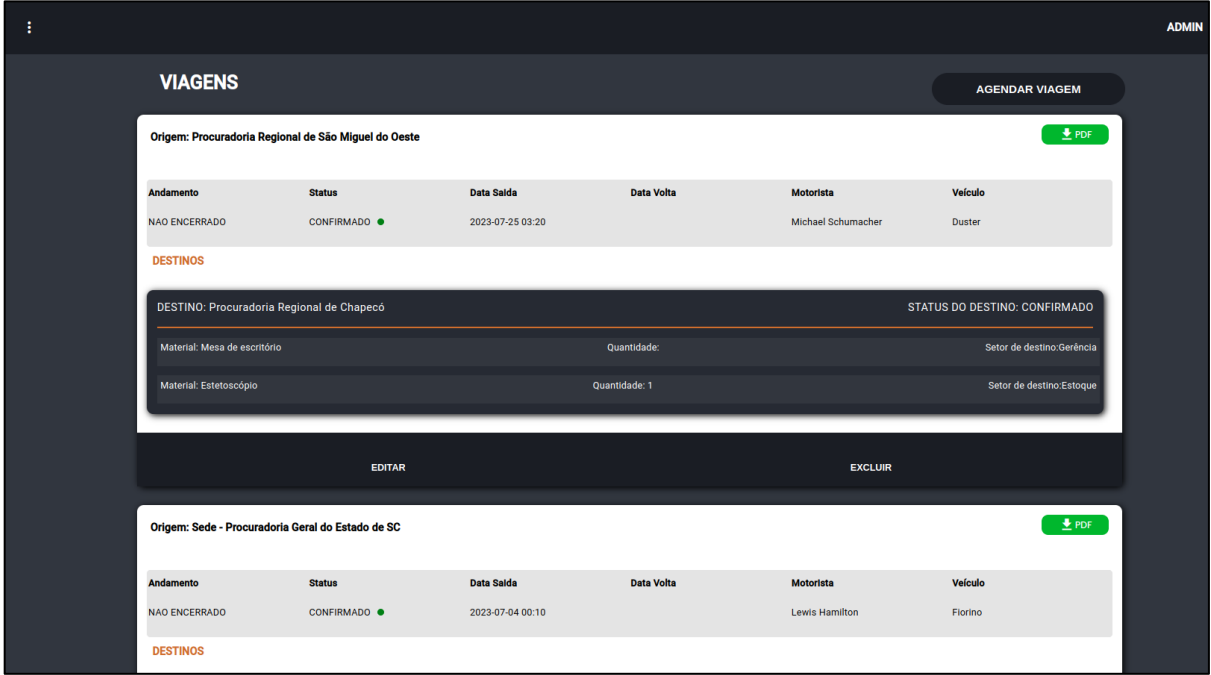 ADMIN
VIAGENS
AGENDAR VIAGEM
Origem: Procuradoria Regional de São Miguel do Oeste
PDF
Andamento Status Data Saída Data Volta Motorista Veículo
NAO ENCERRADO CONFIRMADO 2023-07-25 03:20 Michael Schumacher Duster
DESTINOS
DESTINO: Procuradoria Regional de Chapecó STATUS DO DESTINO: CONFIRMADO
Material: Mesa de escritório Quantidade: Setor de destino:Gerência
Material: Estetoscópio Quantidade: 1 Setor de destino:Estoque
EDITAR EXCLUIR
Origem: Sede - Procuradoria Geral do Estado de SC
PDF
Andamento Status Data Saída Data Volta Motorista Veículo
NAO ENCERRADO CONFIRMADO 2023-07-04 00:10 Lewis Hamilton Fiorino
DESTINOS